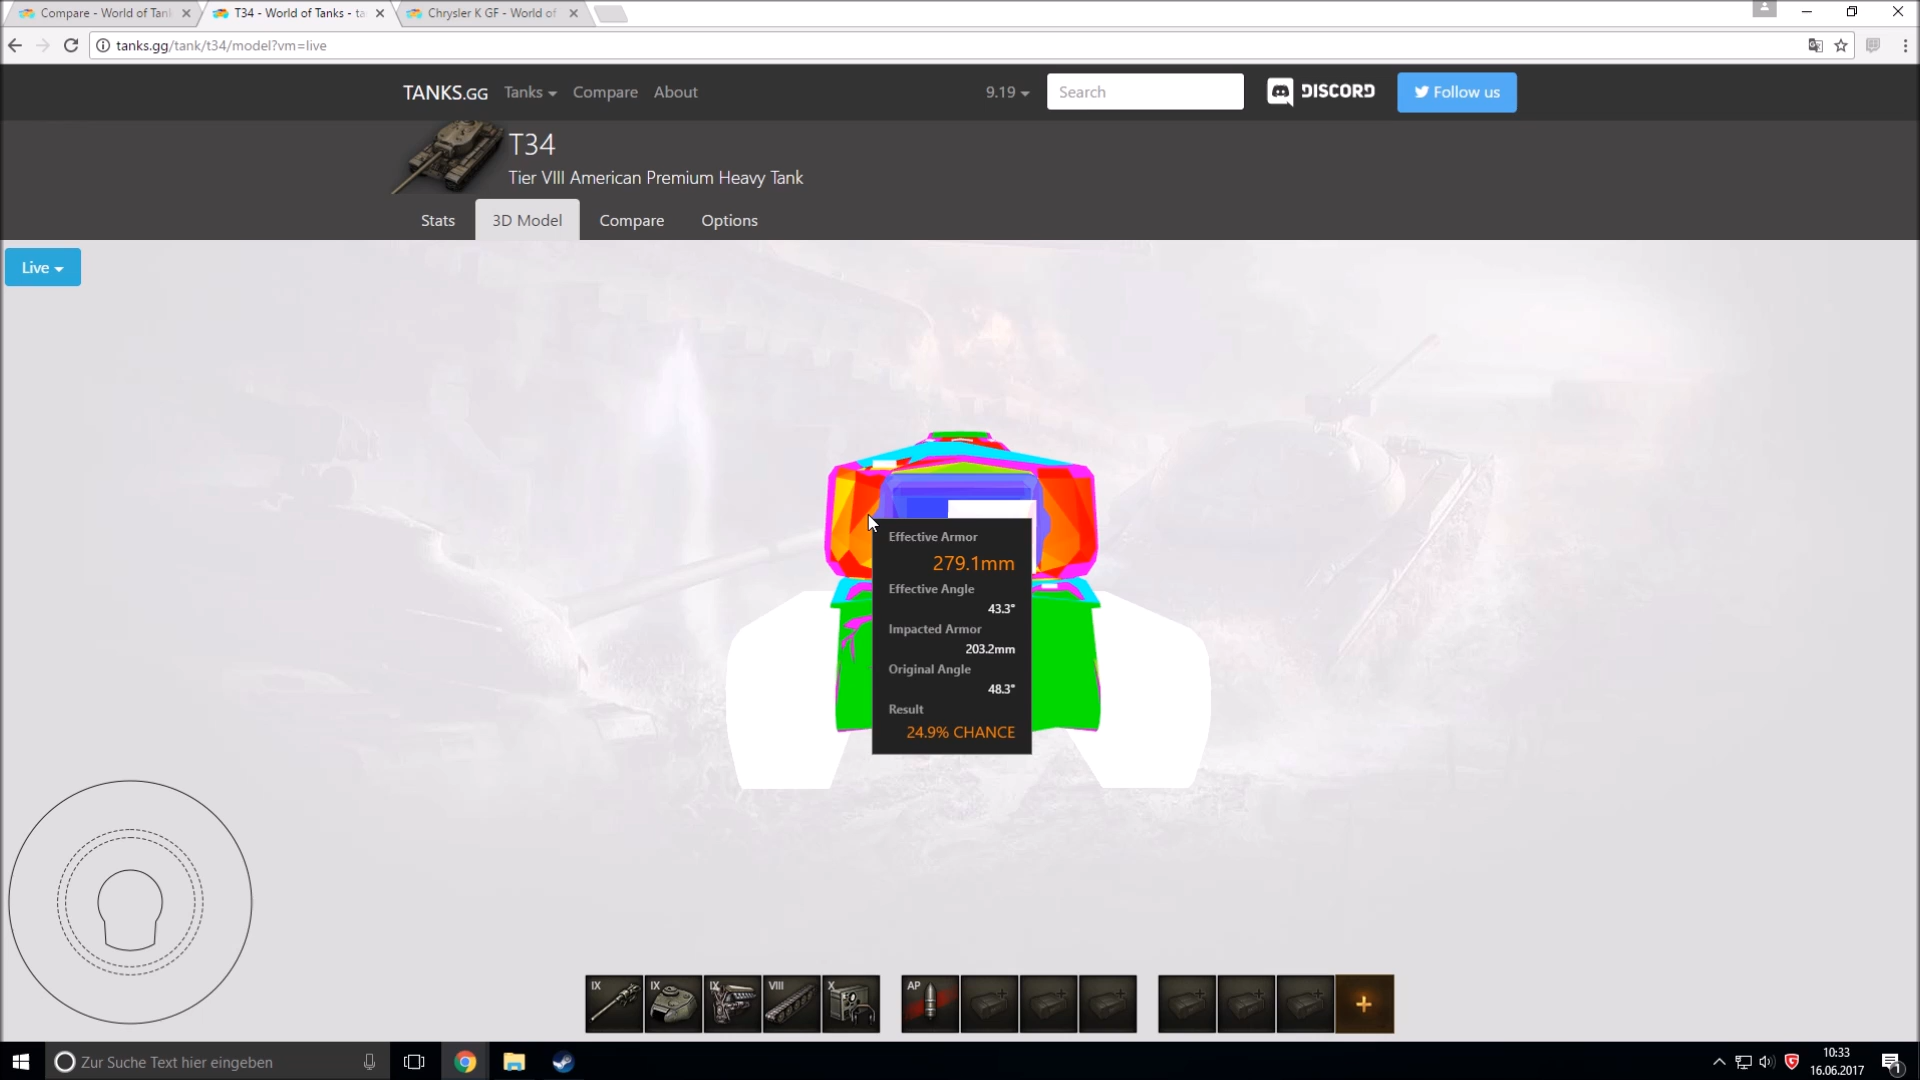 Compare - World of Tank
T34 - World of Tanks - ta
Chrysler K GF - World of
tanks.gg/tank/t34/model?vm=live
TANKS.GG
Tanks
Compare
About
9.19
Search
DISCORD
Follow us
T34
Tier VIII American Premium Heavy Tank
Stats
3D Model
Compare
Options
Live
Effective Armor
279.1mm
Effective Angle
43.3°
Impacted Armor
203.2mm
Original Angle
48.3°
Result
24.9% CHANCE
IX
IX
IX
VIII
X
AP
Zur Suche Text hier eingeben
10:33
16.06.2017
1